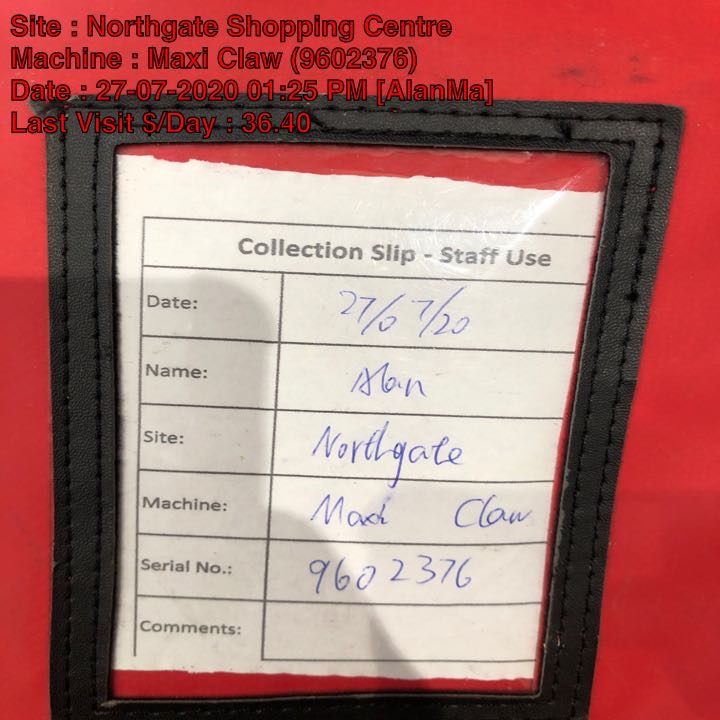 Site : Northgate Shopping Centre
Machine : Maxi Claw (9602376)
Date : 27-07-2020 01:25 PM [AlanMa]
Last Visit $/Day : 36.40
Collection Slip - Staff Use
Date: 27/07/20
Name: Alan
Site: Northgate
Machine: Maxi Claw
Serial No.: 9602376
Comments: